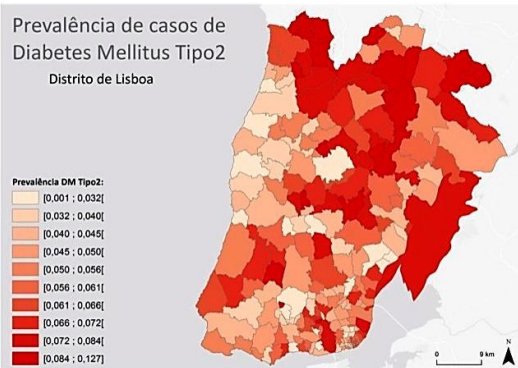 Prevalência de casos de
Diabetes Mellitus Tipo2
Distrito de Lisboa
Prevalência DM Tipo2:
[0,001 ; 0,032[
[0,032 ; 0,040[
[0,040 ; 0,045[
[0,045 ; 0,050[
[0,050 ; 0,056[
[0,056 ; 0,061[
[0,061 ; 0,066[
[0,066 ; 0,072[
[0,072 ; 0,084[
[0,084 ; 0,127]
N
0 9 km